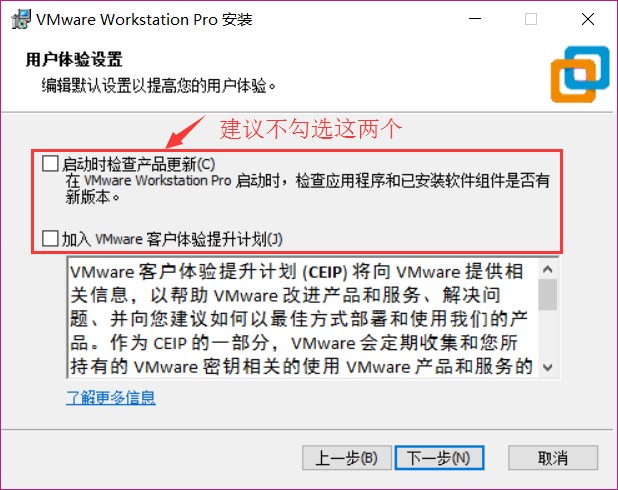 VMware Workstation Pro 安装
用户体验设置
编辑默认设置以提高您的用户体验。
建议不勾选这两个
启动时检查产品更新(C)
在 VMware Workstation Pro 启动时，检查应用程序和已安装软件组件是否有
新版本。
加入 VMware 客户体验提升计划(J)
VMware 客户体验提升计划 (CEIP) 将向 VMware 提供相
关信息，以帮助 VMware 改进产品和服务、解决问
题、并向您建议如何以最佳方式部署和使用我们的产
品。作为 CEIP 的一部分，VMware 会定期收集和您所
持有的 VMware 密钥相关的使用 VMware 产品和服务的
了解更多信息
上一步(B) 下一步(N) 取消